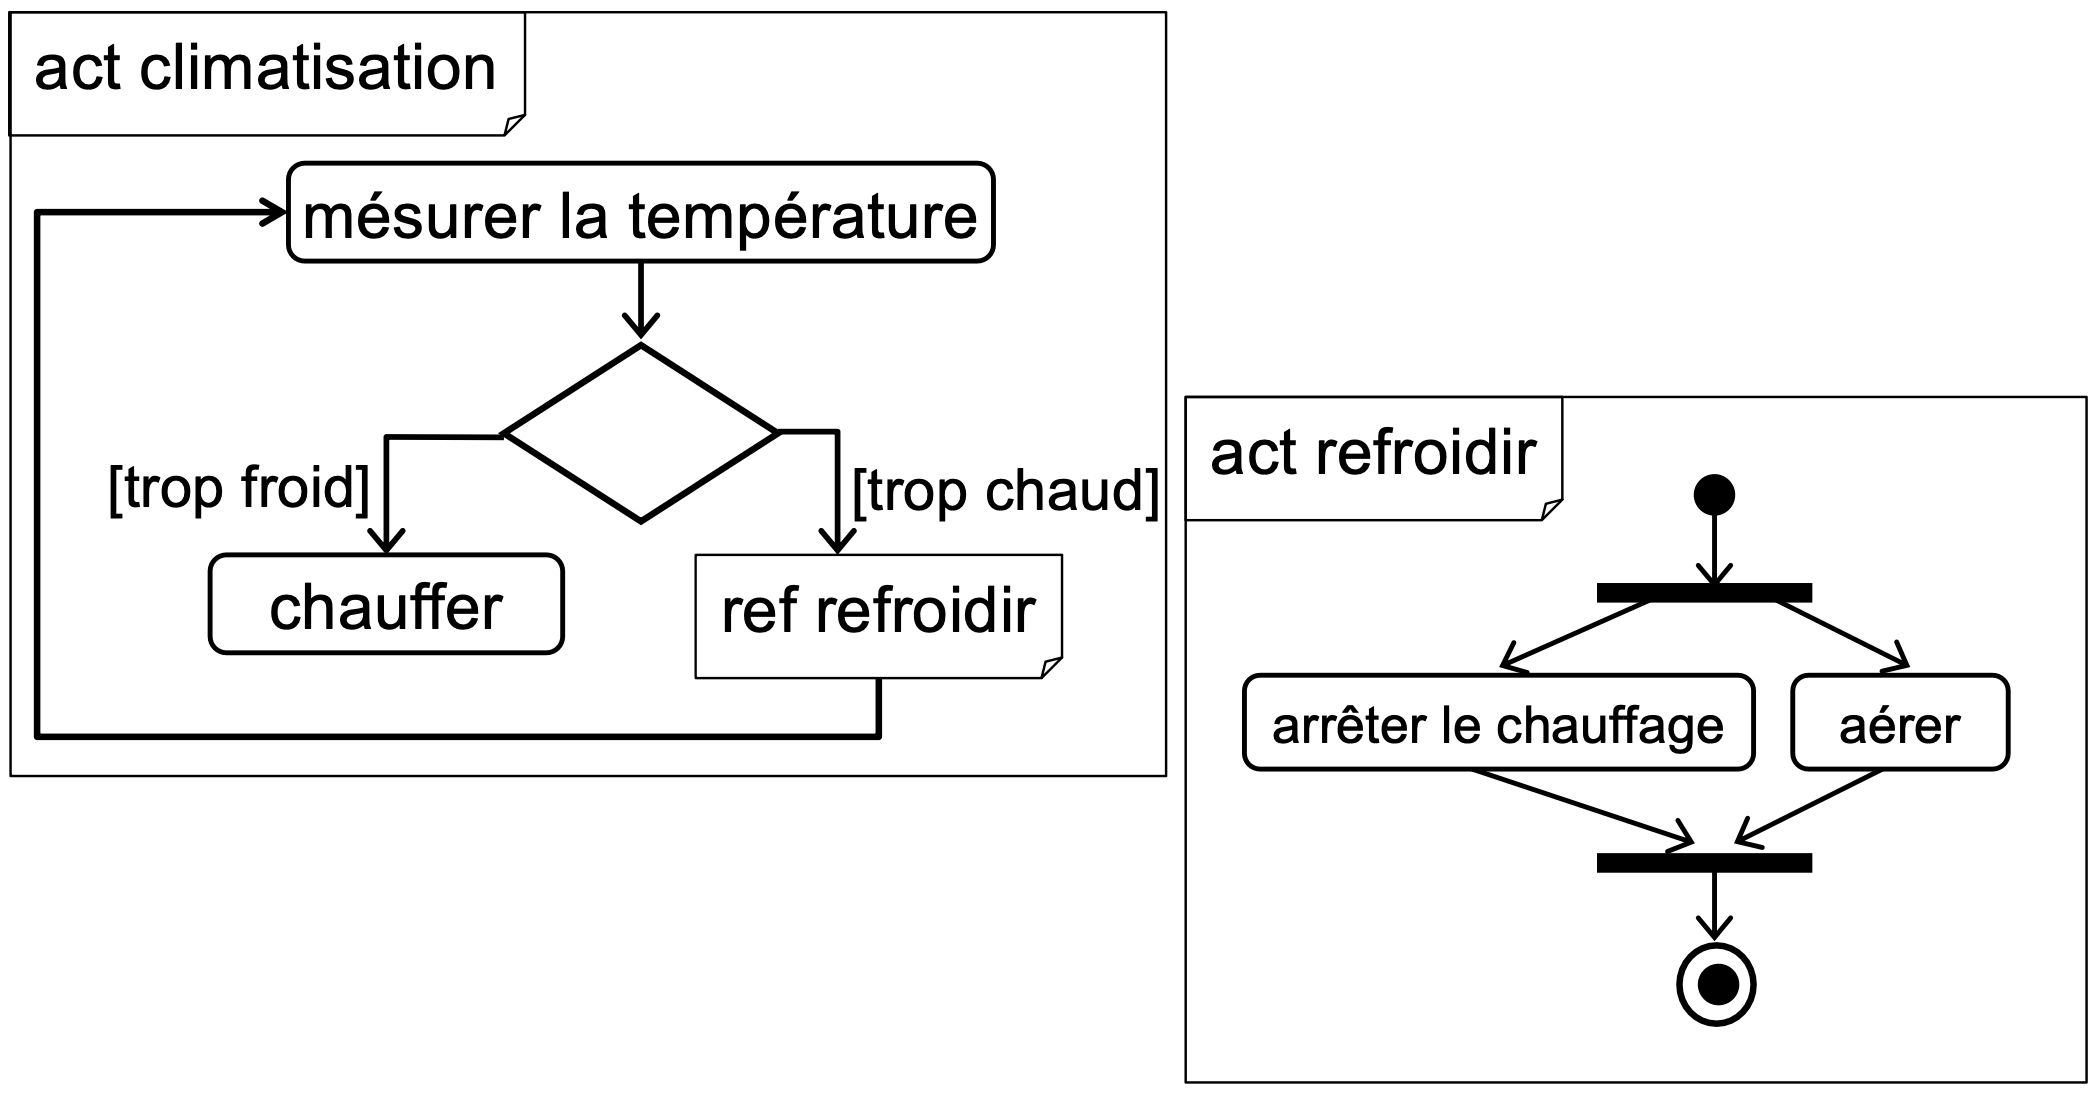 act climatisation
mésurer la température
[trop froid]
[trop chaud]
chauffer
ref refroidir
act refroidir
arrêter le chauffage
aérer